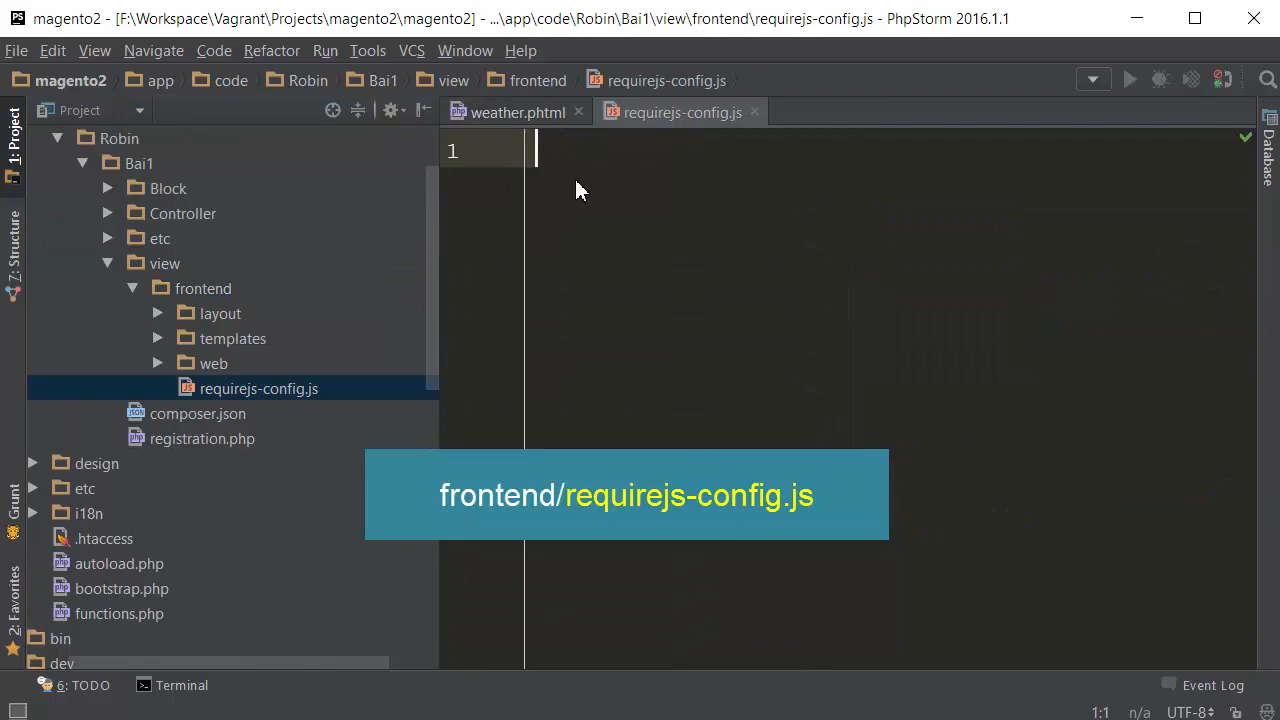 magento2 - [F:\Workspace\Vagrant\Projects\magento2\magento2] - ...\app\code\Robin\Bai1\view\frontend\requirejs-config.js - PhpStorm 2016.1.1
File Edit View Navigate Code Refactor Run Tools VCS Window Help
magento2 app code Robin Bai1 view frontend requirejs-config.js
Project
weather.phtml
requirejs-config.js
1: Project
7: Structure
Grunt
2: Favorites
Robin
Bai1
Block
Controller
etc
view
frontend
layout
templates
web
requirejs-config.js
composer.json
registration.php
design
etc
i18n
.htaccess
autoload.php
bootstrap.php
functions.php
bin
dev
1
frontend/requirejs-config.js
Database
6: TODO
Terminal
Event Log
1:1 n/a UTF-8